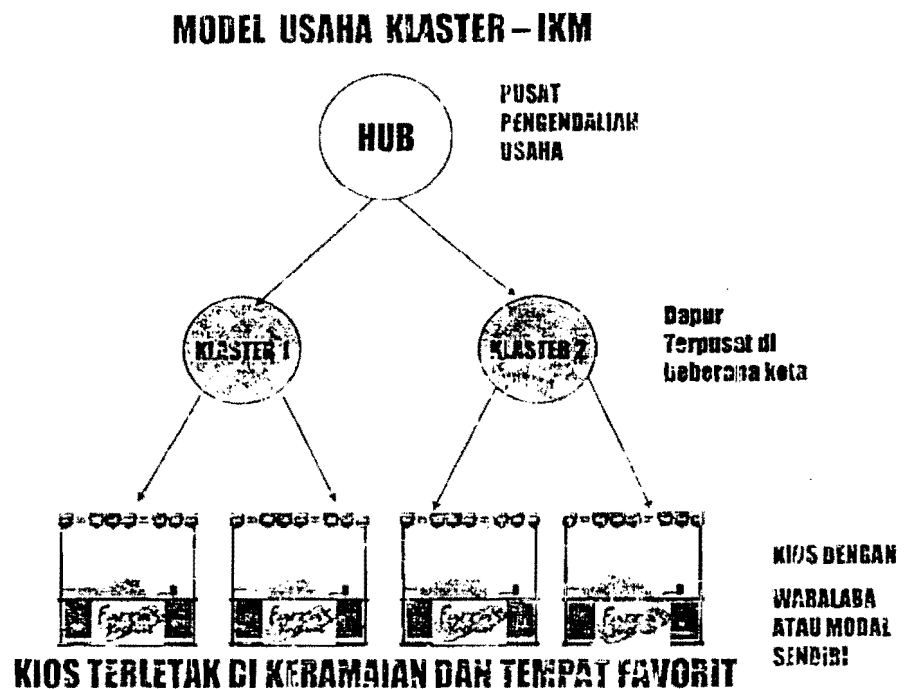 MODEL USAHA KLASTER – IKM
HUB
PUSAT
PENGENDALIAN
USAHA
KLASTER 1
KLASTER 2
Dapur
Terpusat di
beberapa kota
KIOS DENGAN
WARALABA
ATAU MODAL
SENDIRI
KIOS TERLETAK DI KERAMAIAN DAN TEMPAT FAVORIT